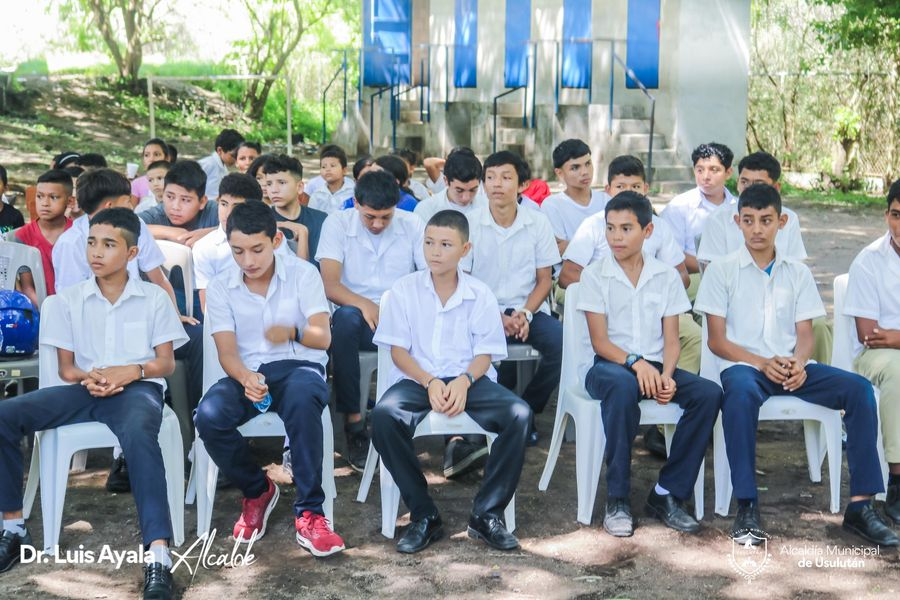 Dr. Luis Ayala Alcalde
Alcaldía Municipal
de Usulután